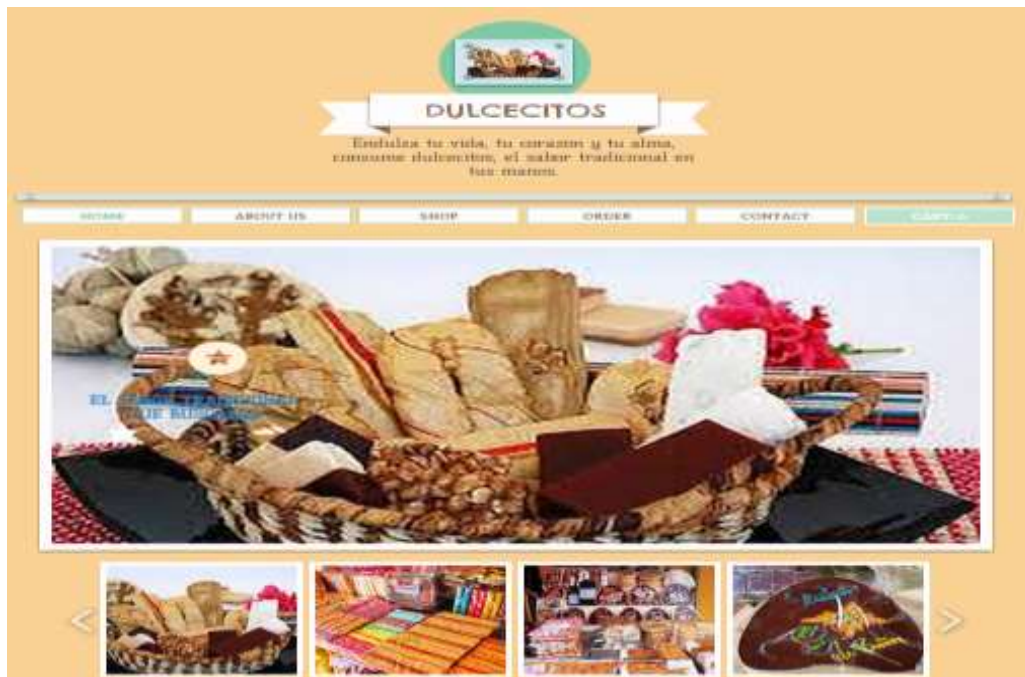 DULCECITOS
Endulza tu vida, tu corazón y tu alma,
consume dulcecitos, el sabor tradicional en
tus manos.
HOME
ABOUT US
SHOP
ORDER
CONTACT
EL